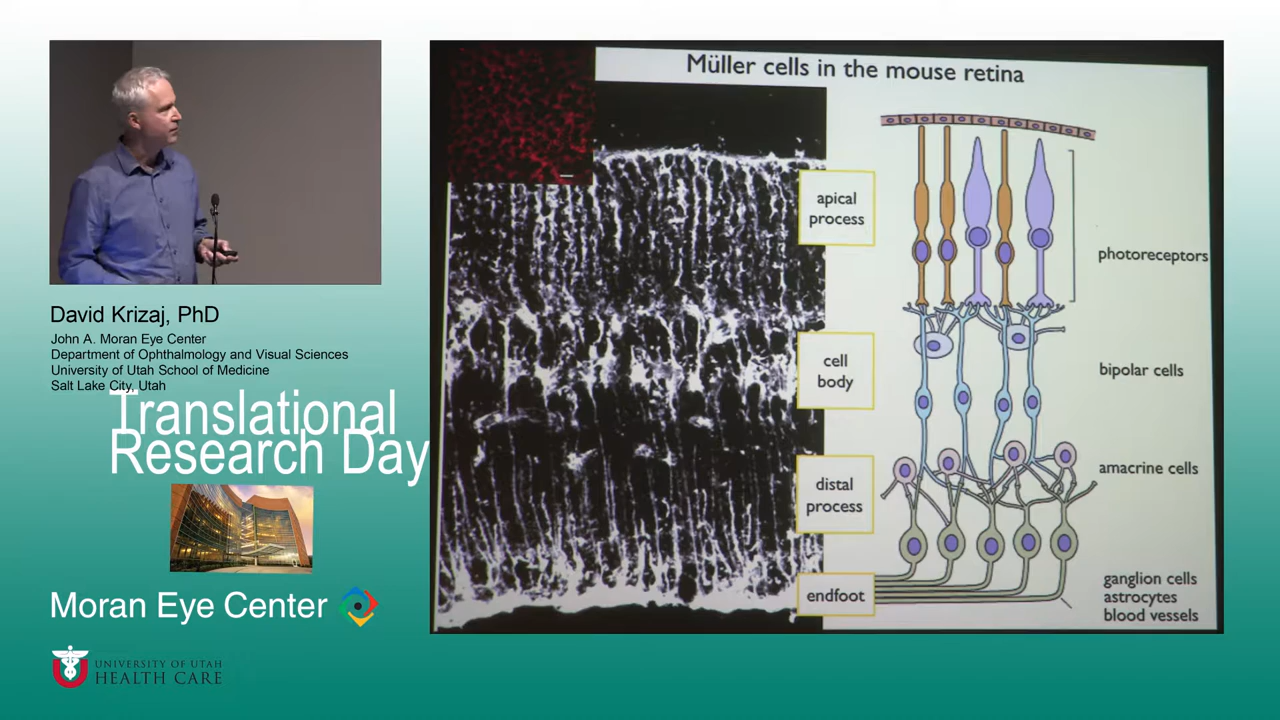 David Krizaj, PhD
John A. Moran Eye Center
Department of Ophthalmology and Visual Sciences
University of Utah School of Medicine
Salt Lake City, Utah
Translational
Research Day
Moran Eye Center
UNIVERSITY OF UTAH
HEALTH CARE
Müller cells in the mouse retina
apical
process
photoreceptors
cell
body
bipolar cells
distal
process
amacrine cells
endfoot
ganglion cells
astrocytes
blood vessels